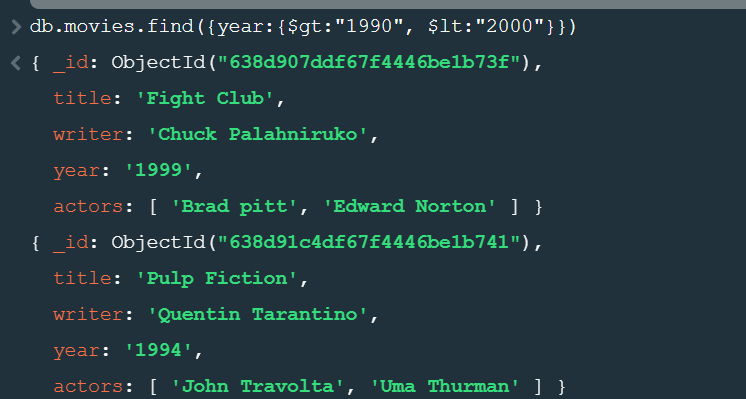 > db.movies.find({year:{$gt:"1990", $lt:"2000"}})
< { _id: ObjectId("638d907ddf67f4446be1b73f"),
title: 'Fight Club',
writer: 'Chuck Palahniruko',
year: '1999',
actors: [ 'Brad pitt', 'Edward Norton' ] }
{ _id: ObjectId("638d91c4df67f4446be1b741"),
title: 'Pulp Fiction',
writer: 'Quentin Tarantino',
year: '1994',
actors: [ 'John Travolta', 'Uma Thurman' ] }